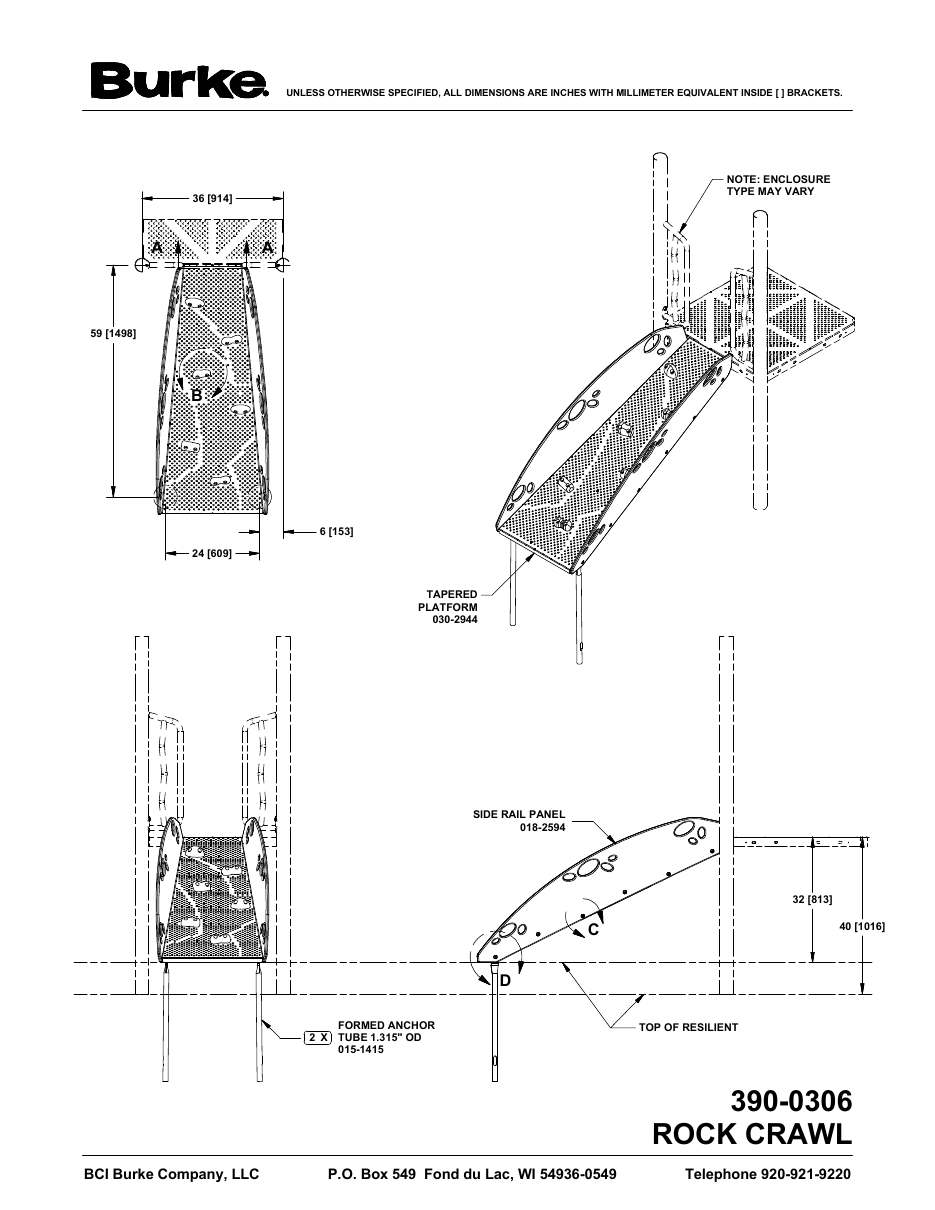 Burke.
UNLESS OTHERWISE SPECIFIED, ALL DIMENSIONS ARE INCHES WITH MILLIMETER EQUIVALENT INSIDE [ ] BRACKETS.
36 [914]
A
A
59 [1498]
B
6 [153]
24 [609]
NOTE: ENCLOSURE
TYPE MAY VARY
TAPERED
PLATFORM
030-2944
SIDE RAIL PANEL
018-2594
32 [813]
40 [1016]
C
D
TOP OF RESILIENT
2 X
FORMED ANCHOR
TUBE 1.315" OD
015-1415
390-0306
ROCK CRAWL
BCI Burke Company, LLC
P.O. Box 549 Fond du Lac, WI 54936-0549
Telephone 920-921-9220